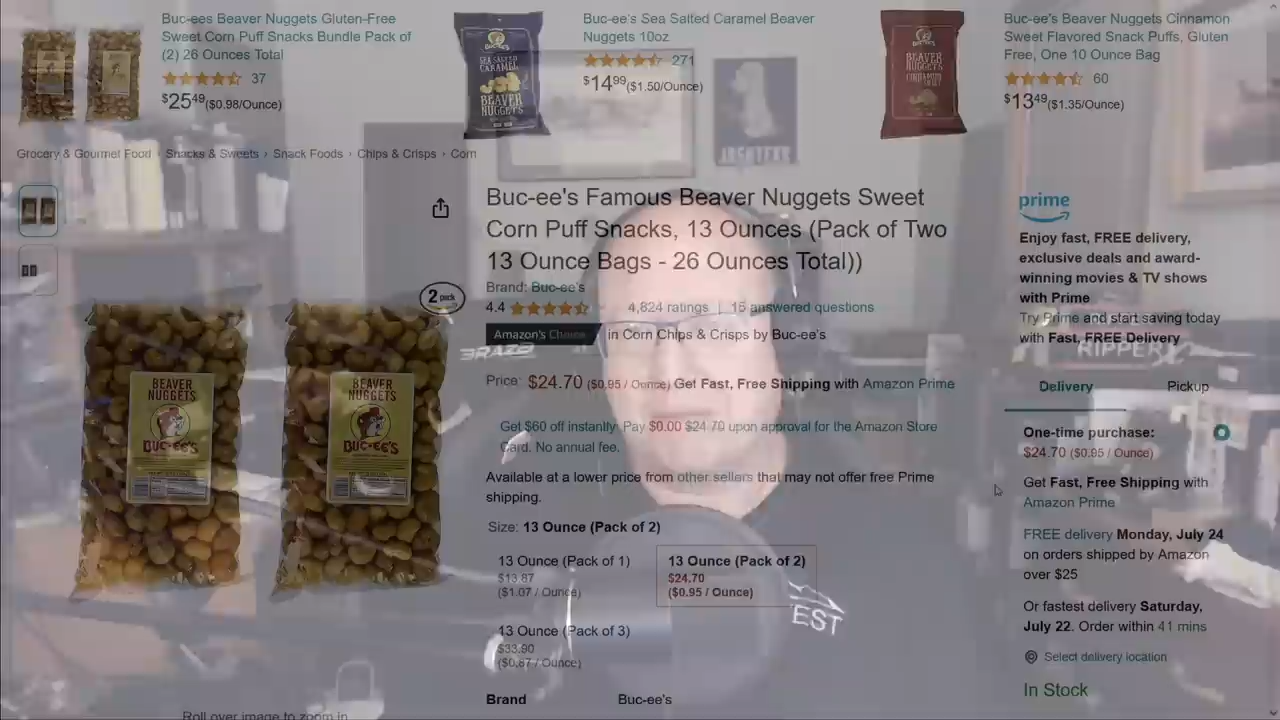 Buc-ees Beaver Nuggets Gluten-Free
Sweet Corn Puff Snacks Bundle Pack of
(2) 26 Ounces Total
37
$25.49 ($0.98/Ounce)
Buc-ee's Sea Salted Caramel Beaver
Nuggets 10oz
271
$14.99 ($1.50/Ounce)
Buc-ee's Beaver Nuggets Cinnamon
Sweet Flavored Snack Puffs, Gluten
Free, One 10 Ounce Bag
60
$13.49 ($1.35/Ounce)
SEA SALTED
CARAMEL
BEAVER
NUGGETS
BEAVER
NUGGETS
Grocery & Gourmet Food › Snacks & Sweets › Snack Foods › Chips & Crisps › Corn
Buc-ee's Famous Beaver Nuggets Sweet
Corn Puff Snacks, 13 Ounces (Pack of Two
13 Ounce Bags - 26 Ounces Total))
Brand: Buc-ee's
4.4
4,824 ratings | 16 answered questions
Amazon's Choice in Corn Chips & Crisps by Buc-ee's
Price: $24.70 ($0.95 / Ounce) Get Fast, Free Shipping with Amazon Prime
Get $60 off instantly: Pay $0.00 $24.70 upon approval for the Amazon Store
Card. No annual fee.
Available at a lower price from other sellers that may not offer free Prime
shipping.
Size: 13 Ounce (Pack of 2)
13 Ounce (Pack of 1)
$13.87
($1.07 / Ounce)
13 Ounce (Pack of 2)
$24.70
($0.95 / Ounce)
13 Ounce (Pack of 3)
$33.90
($0.87 / Ounce)
Brand Buc-ee's
2 pack
BEAVER
NUGGETS
BUC-EE'S
BEAVER
NUGGETS
BUC-EE'S
Roll over image to zoom in
prime
Enjoy fast, FREE delivery,
exclusive deals and award-
winning movies & TV shows
with Prime
Try Prime and start saving today
with Fast, FREE Delivery
RIPPER
Delivery
Pickup
One-time purchase:
$24.70 ($0.95 / Ounce)
Get Fast, Free Shipping with
Amazon Prime
FREE delivery Monday, July 24
on orders shipped by Amazon
over $25
Or fastest delivery Saturday,
July 22. Order within 41 mins
Select delivery location
In Stock
EST